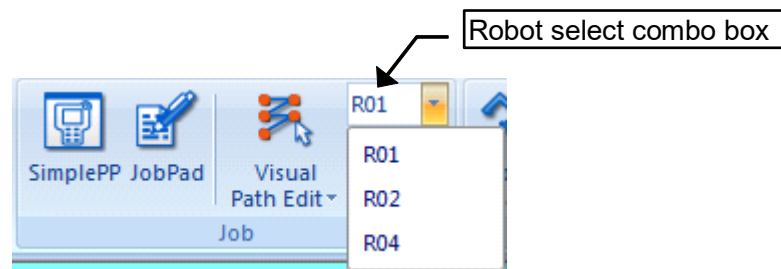 Robot select combo box
R01
SimplePP JobPad Visual
Path Edit
Job
R01
R02
R04